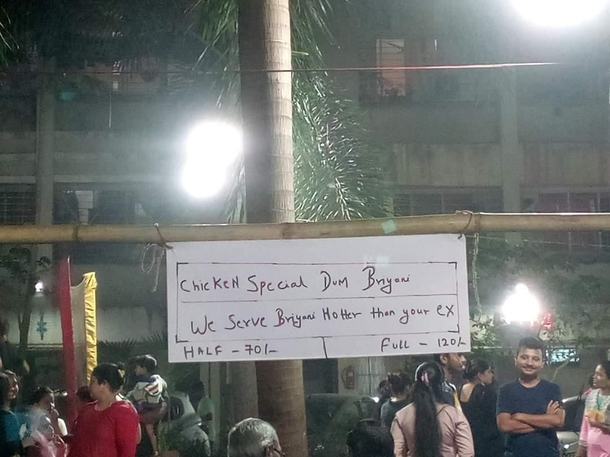 Chicken Special Dum Briyani
We Serve Briyani Hotter than your ex
HALF - 70/- Full - 120/-